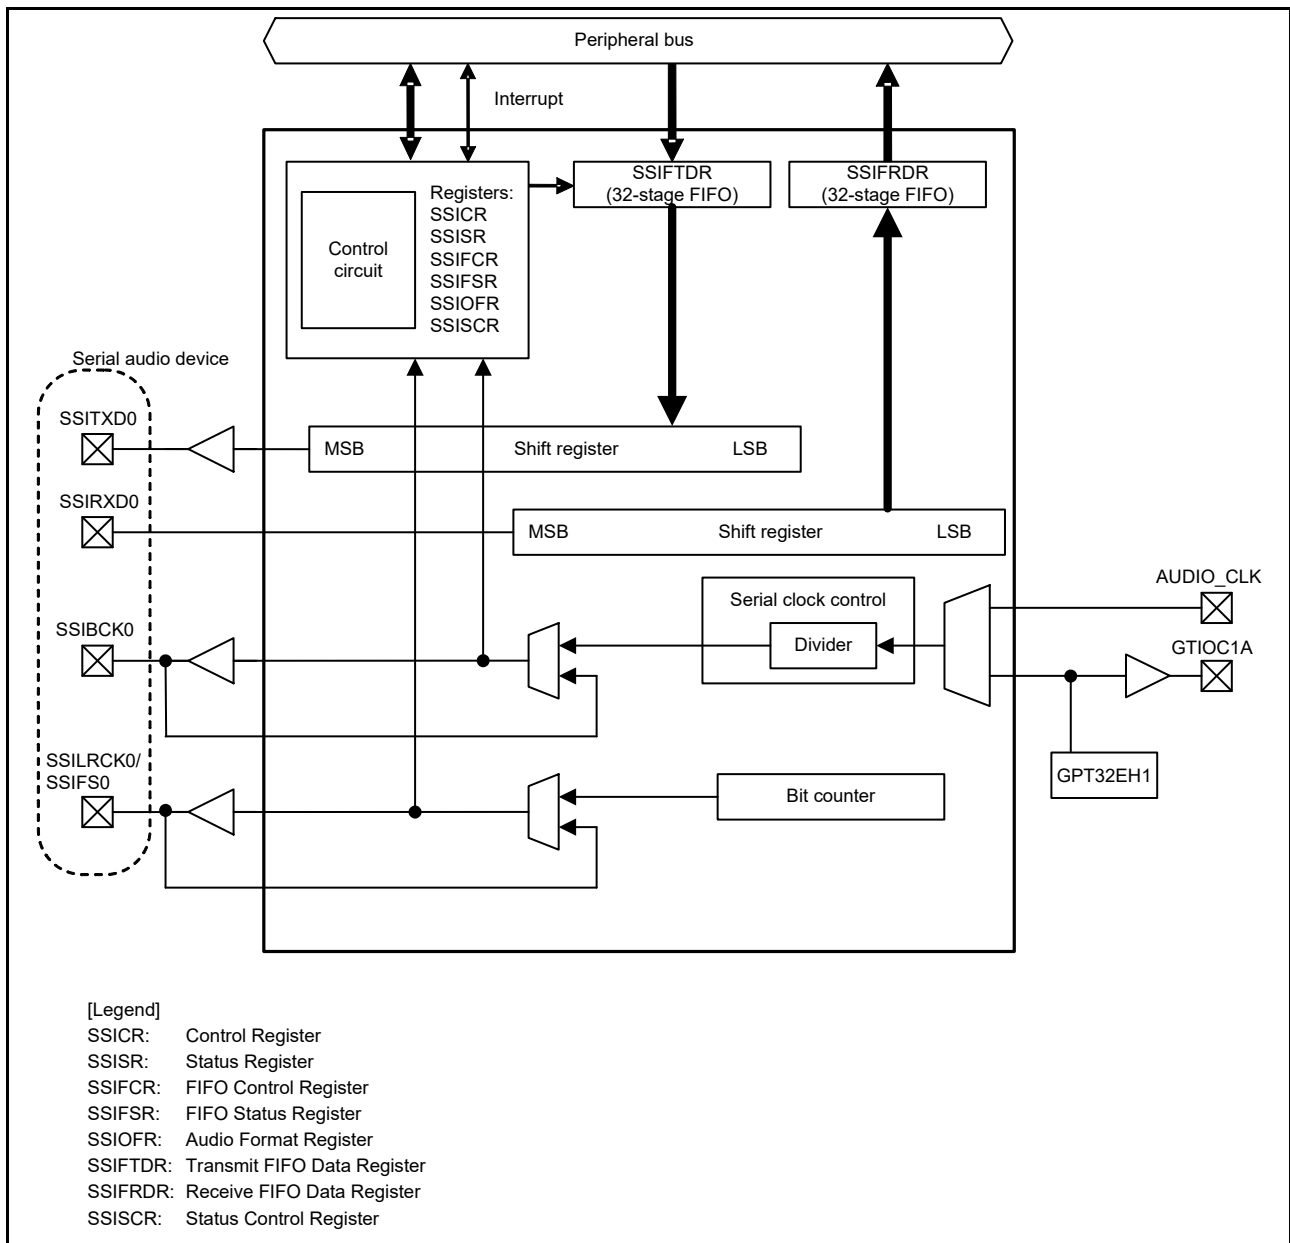 Peripheral bus
Interrupt
SSIFTDR
(32-stage FIFO)
SSIFRDR
(32-stage FIFO)
Control
circuit
Registers:
SSICR
SSISR
SSIFCR
SSIFSR
SSIOFR
SSISCR
Serial audio device
SSITXD0
MSB Shift register LSB
SSIRXD0
MSB Shift register LSB
AUDIO_CLK
Serial clock control
Divider
SSIBCK0
GTIOC1A
SSILRCK0/
SSIFS0
GPT32EH1
Bit counter
[Legend]
SSICR: Control Register
SSISR: Status Register
SSIFCR: FIFO Control Register
SSIFSR: FIFO Status Register
SSIOFR: Audio Format Register
SSIFTDR: Transmit FIFO Data Register
SSIFRDR: Receive FIFO Data Register
SSISCR: Status Control Register